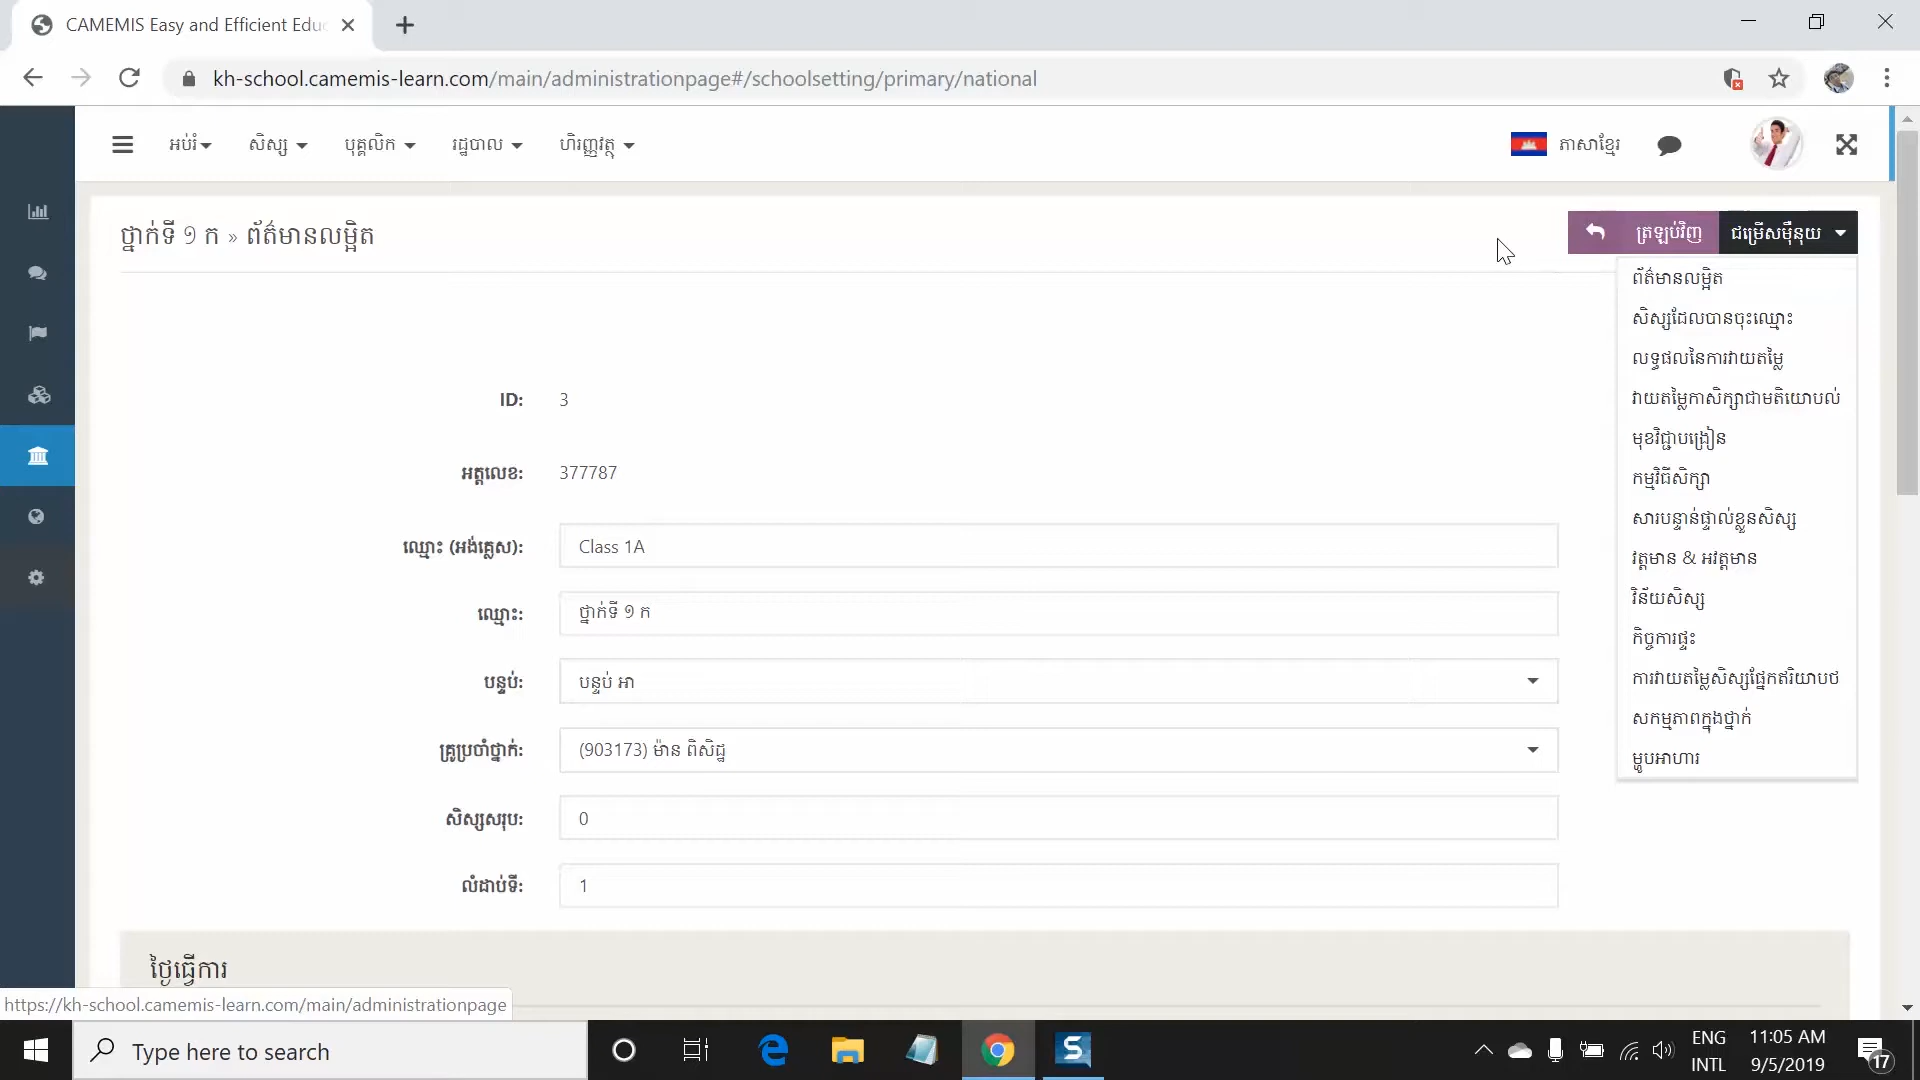 CAMEMIS Easy and Efficient Edu
kh-school.camemis-learn.com/main/administrationpage#/schoolsetting/primary/national
អប់រំ សិស្ស បុគ្គលិក រដ្ឋបាល ហិរញ្ញវត្ថុ ភាសាខ្មែរ
ថ្នាក់ទី ១ ក » ព័ត៌មានលម្អិត
ត្រឡប់វិញ
ជម្រើសម៉ឺនុយ
ព័ត៌មានលម្អិត
សិស្សដែលបានចុះឈ្មោះ
លទ្ធផលនៃការវាយតម្លៃ
វាយតម្លៃកាសិក្សាជាមតិយោបល់
មុខវិជ្ជាបង្រៀន
កម្មវិធីសិក្សា
សារបន្ទាន់ផ្ទាល់ខ្លួនសិស្ស
វត្តមាន & អវត្តមាន
វិន័យសិស្ស
កិច្ចការផ្ទះ
ការវាយតម្លៃសិស្សផ្នែកឥរិយាបថ
សកម្មភាពក្នុងថ្នាក់
ម្ហូបអាហារ
ID: 3
អត្តលេខ: 377787
ឈ្មោះ (អង់គ្លេស): Class 1A
ឈ្មោះ: ថ្នាក់ទី ១ ក
បន្ទប់: បន្ទប់ អា
គ្រូប្រចាំថ្នាក់: (903173) ម៉ាន ពិសិដ្ឋ
សិស្សសរុប: 0
លំដាប់ទី: 1
ថ្ងៃធ្វើការ
https://kh-school.camemis-learn.com/main/administrationpage
Type here to search
ENG
INTL
11:05 AM
9/5/2019
17